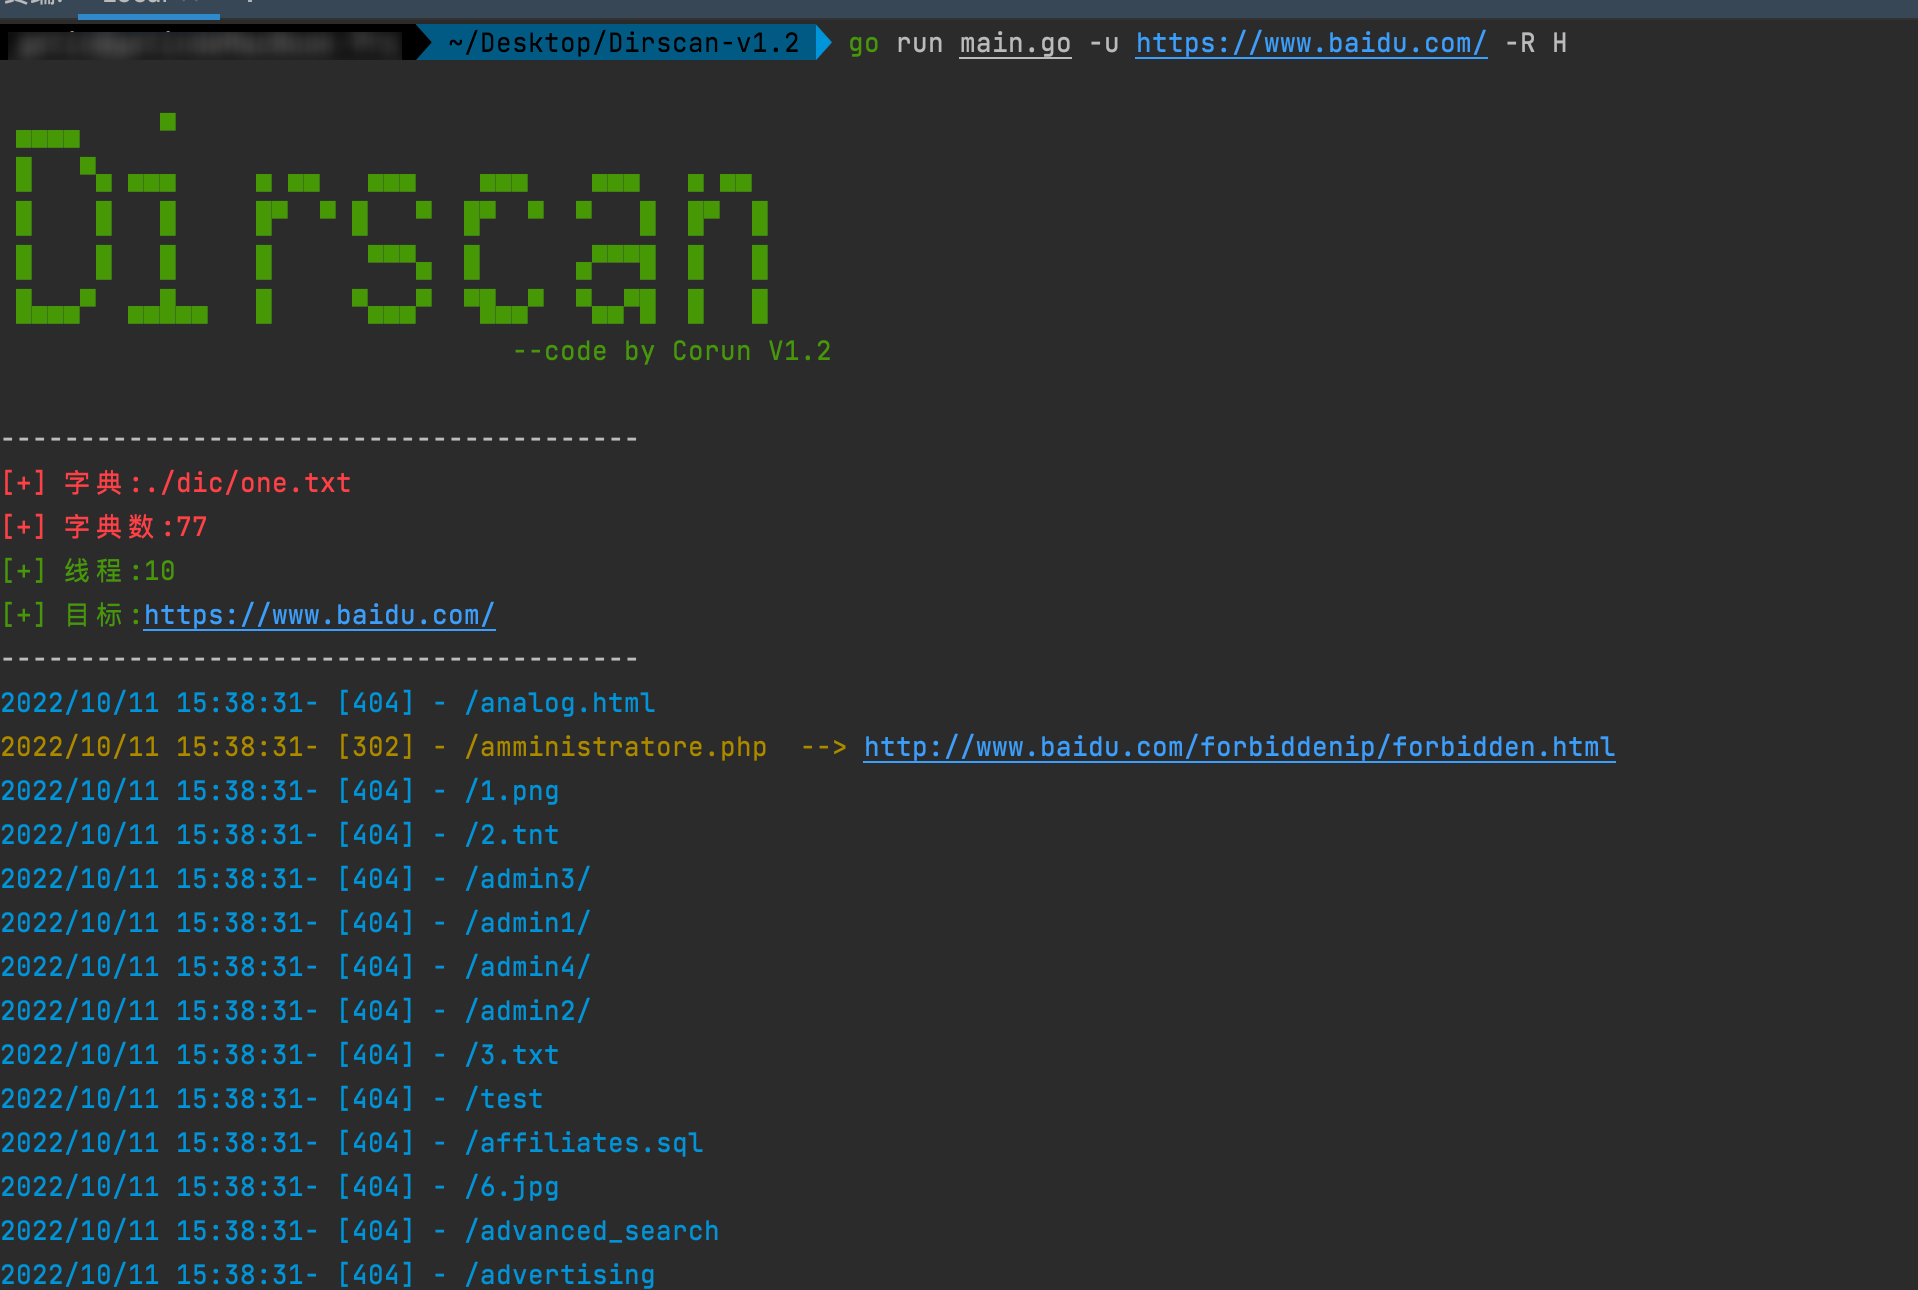 ~/Desktop/Dirscan-v1.2 go run main.go -u https://www.baidu.com/ -R H
Dirscan
--code by Corun V1.2
----------------------------------------
[+] 字典:./dic/one.txt
[+] 字典数:77
[+] 线程:10
[+] 目标:https://www.baidu.com/
----------------------------------------
2022/10/11 15:38:31- [404] - /analog.html
2022/10/11 15:38:31- [302] - /amministratore.php --> http://www.baidu.com/forbiddenip/forbidden.html
2022/10/11 15:38:31- [404] - /1.png
2022/10/11 15:38:31- [404] - /2.tnt
2022/10/11 15:38:31- [404] - /admin3/
2022/10/11 15:38:31- [404] - /admin1/
2022/10/11 15:38:31- [404] - /admin4/
2022/10/11 15:38:31- [404] - /admin2/
2022/10/11 15:38:31- [404] - /3.txt
2022/10/11 15:38:31- [404] - /test
2022/10/11 15:38:31- [404] - /affiliates.sql
2022/10/11 15:38:31- [404] - /6.jpg
2022/10/11 15:38:31- [404] - /advanced_search
2022/10/11 15:38:31- [404] - /advertising